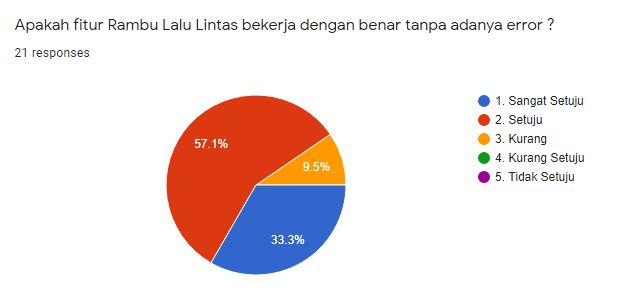 Apakah fitur Rambu Lalu Lintas bekerja dengan benar tanpa adanya error ?
21 responses
57.1%
9.5%
33.3%
1. Sangat Setuju
2. Setuju
3. Kurang
4. Kurang Setuju
5. Tidak Setuju